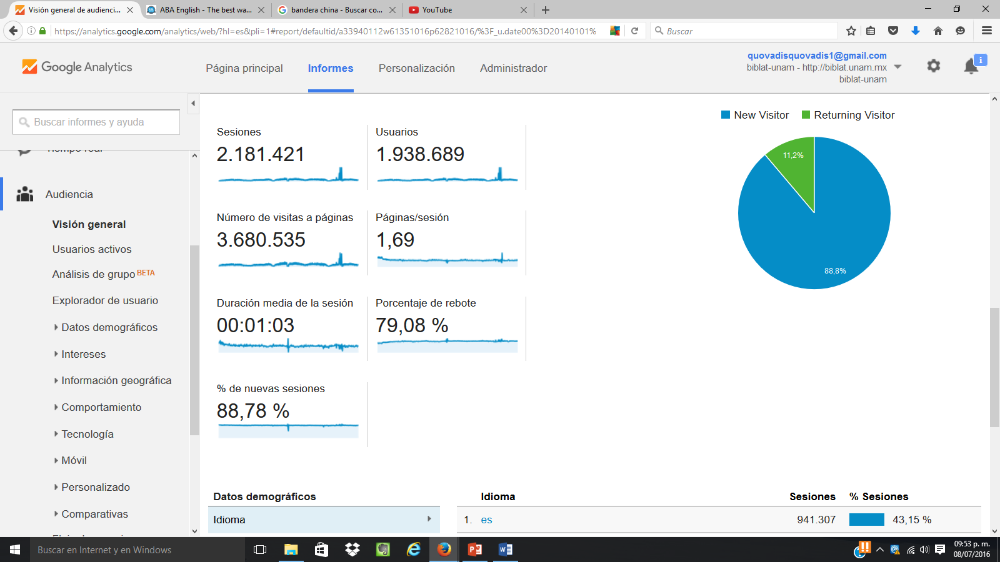 Visión general de audienci...
ABA English - The best wa...
bandera china - Buscar co...
YouTube
https://analytics.google.com/analytics/web/?hl=es&pli=1#report/defaultid/a33940112w61351016p62821016/%3F_u.date00%3D20140101%
Buscar
Google Analytics
Página principal
Informes
Personalización
Administrador
quovadisquovadis1@gmail.com
biblat-unam - http://biblat.unam.mx
biblat-unam
i
Buscar informes y ayuda
Tiempo real
Audiencia
Visión general
Usuarios activos
Análisis de grupo BETA
Explorador de usuario
Datos demográficos
Intereses
Información geográfica
Comportamiento
Tecnología
Móvil
Personalizado
Comparativas
New Visitor
Returning Visitor
11,2%
88,8%
Sesiones
2.181.421
Usuarios
1.938.689
Número de visitas a páginas
3.680.535
Páginas/sesión
1,69
Duración media de la sesión
00:01:03
Porcentaje de rebote
79,08 %
% de nuevas sesiones
88,78 %
Datos demográficos
Idioma
Idioma
Sesiones
% Sesiones
1. es
941.307
43,15 %
Buscar en Internet y en Windows
09:53 p. m.
08/07/2016